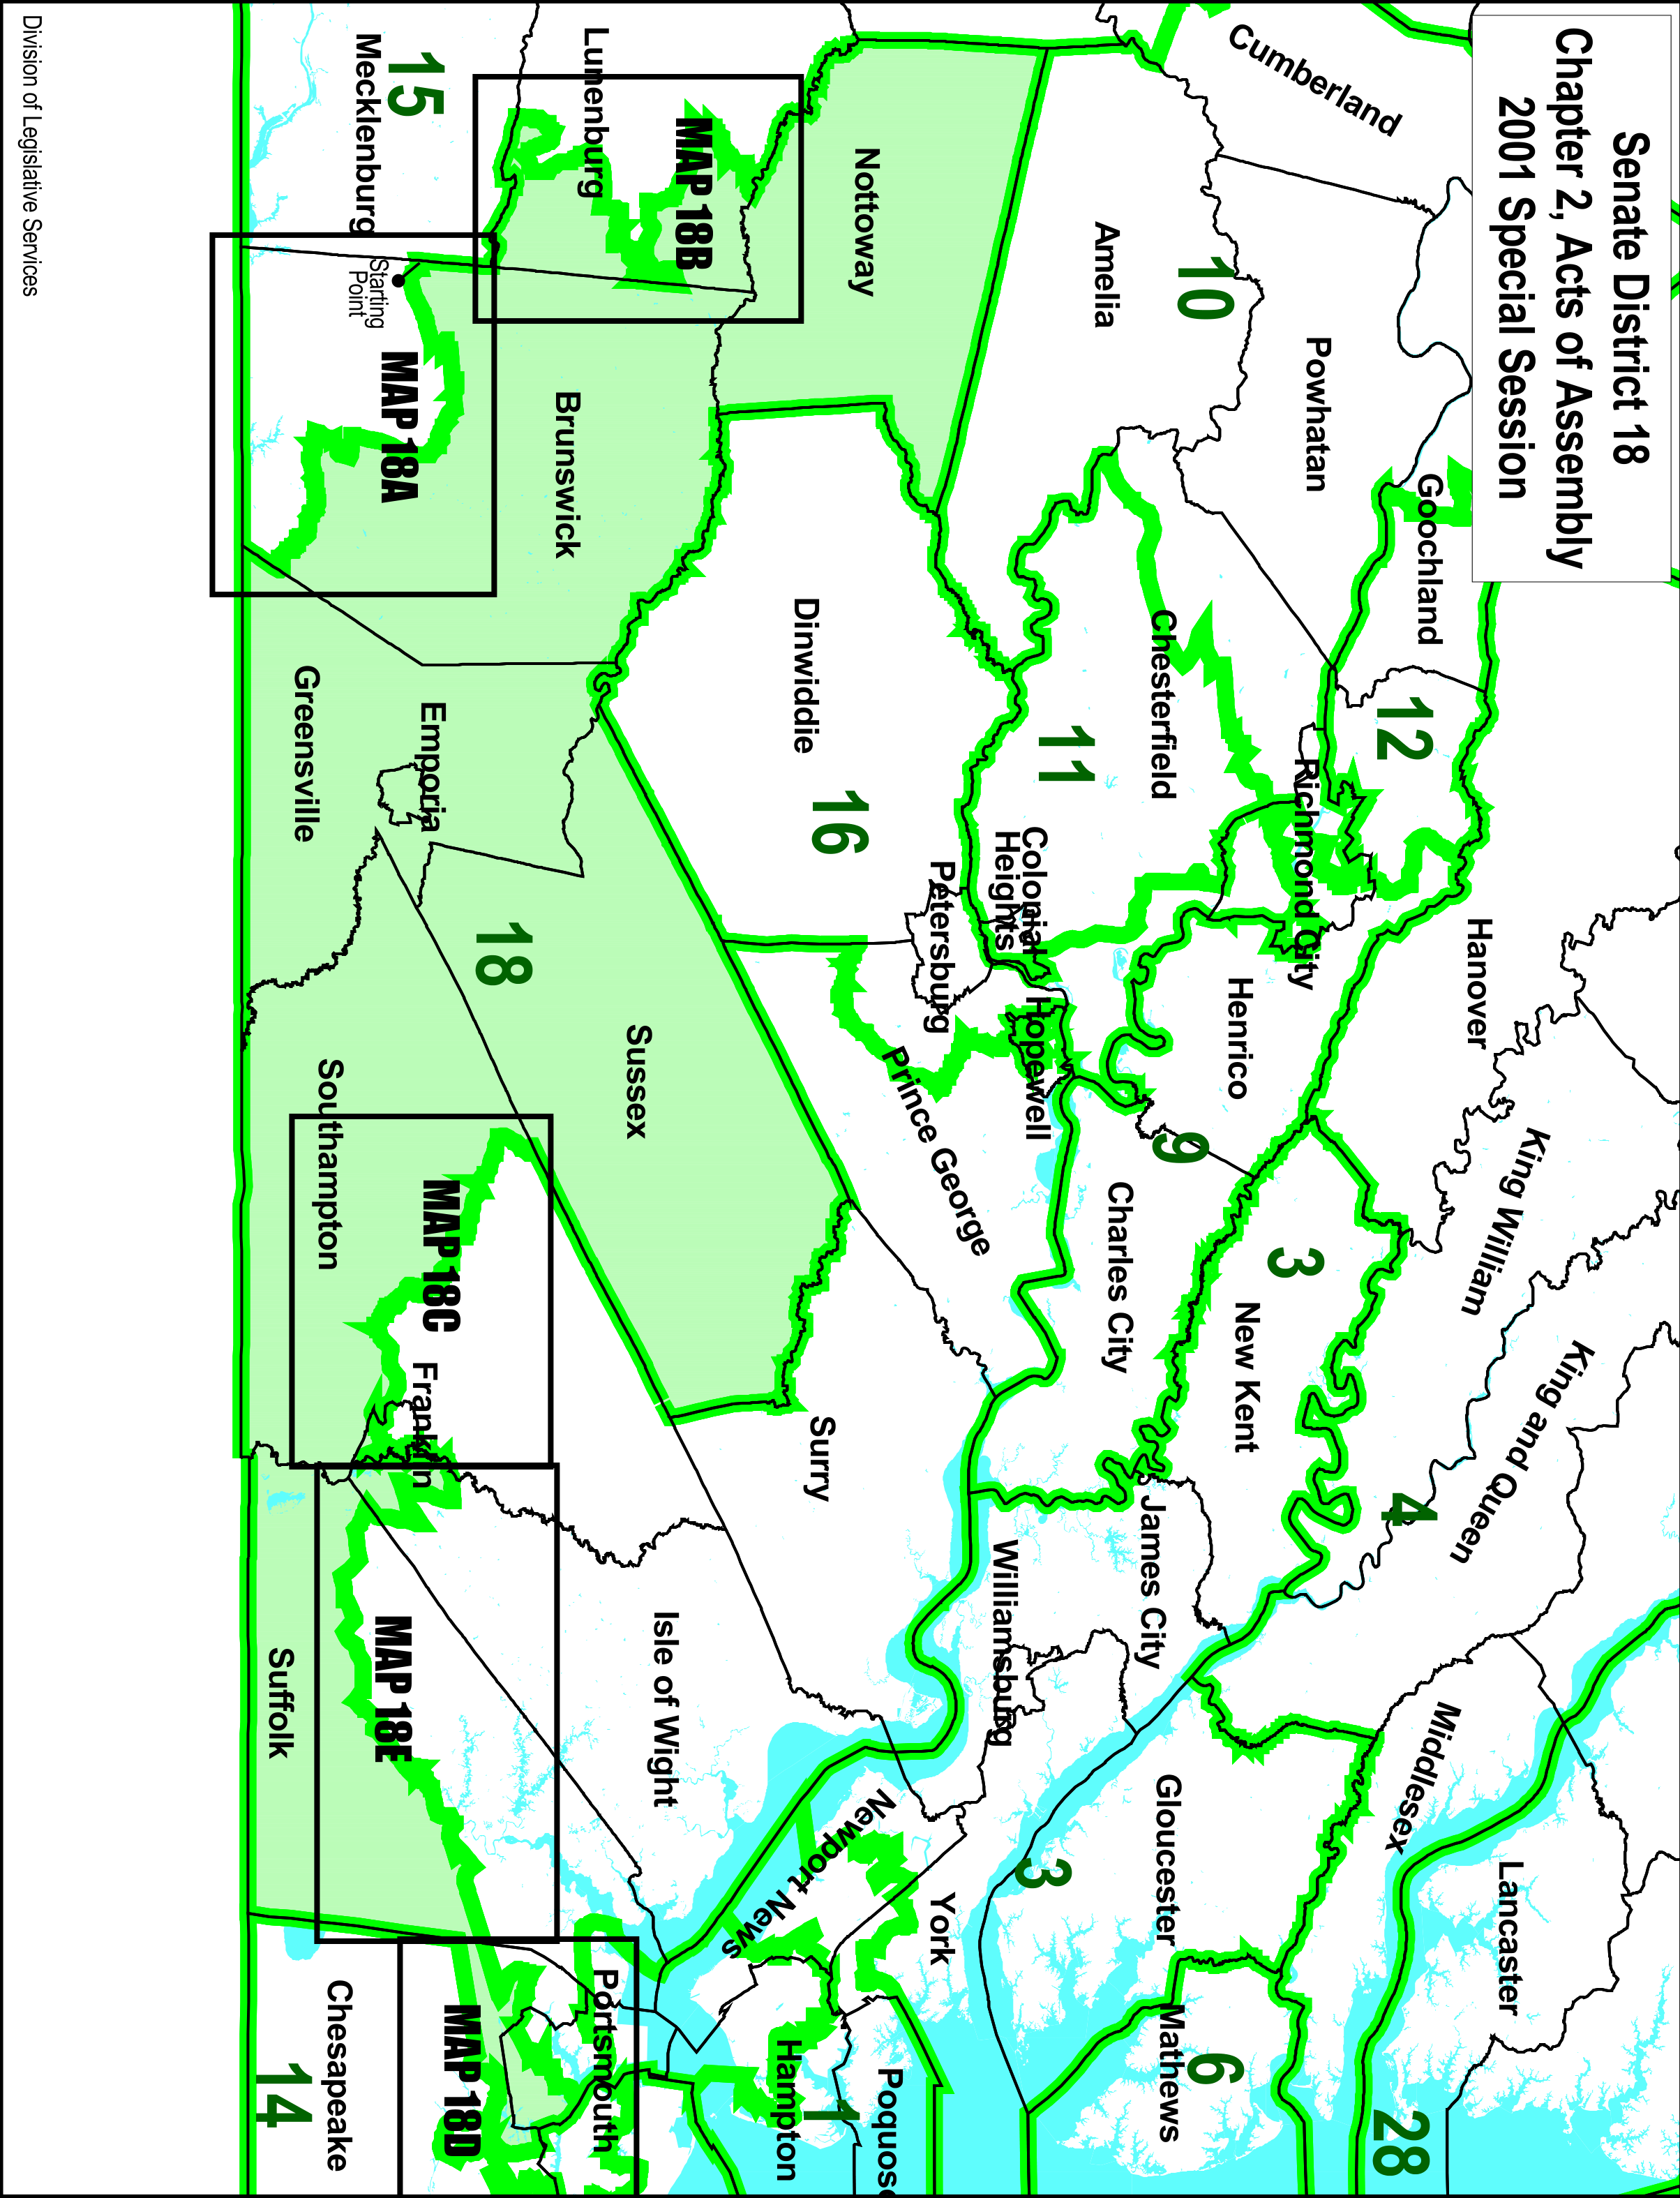 Senate District 18
Chapter 2, Acts of Assembly
2001 Special Session
Cumberland
Goochland
Powhatan
Amelia
Nottoway
Lunenburg
Mecklenburg
Brunswick
Dinwiddie
Chesterfield
Richmond City
Hanover
Henrico
Colonial
Heights
Petersburg
Hopewell
Prince George
Charles City
New Kent
King William
King and Queen
James City
Williamsburg
Middlesex
Lancaster
Gloucester
Mathews
York
Newport News
Poquoso
Hampton
Portsmouth
Chesapeake
Suffolk
Isle of Wight
Surry
Sussex
Southampton
Franklin
Greensville
Emporia
10
12
11
16
15
18
9
3
4
3
6
28
1
14
MAP 18B
MAP 18A
MAP 18C
MAP 18E
MAP 18D
Starting
Point
Division of Legislative Services